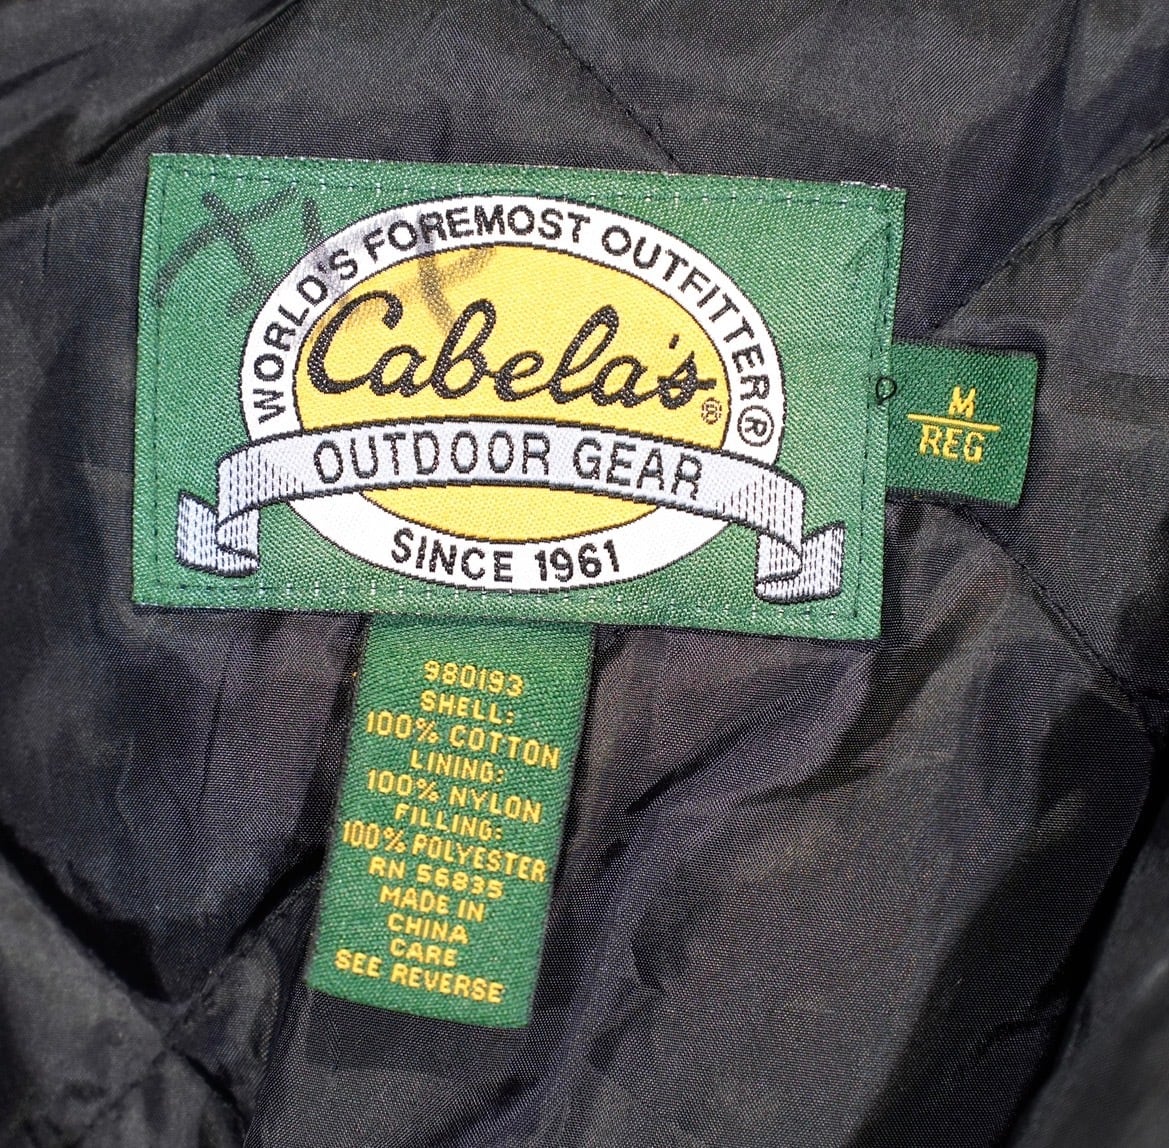 WORLD'S FOREMOST OUTFITTER®
Cabela's®
OUTDOOR GEAR
SINCE 1961
M
REG
980193
SHELL:
100% COTTON
LINING:
100% NYLON
FILLING:
100% POLYESTER
RN 56835
MADE IN
CHINA
CARE
SEE REVERSE